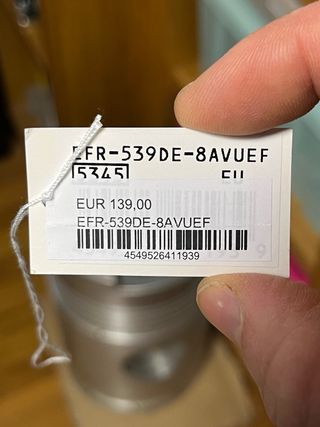 EFR-539DE-8AVUEF
5345 EU
EUR 139,00
EFR-539DE-8AVUEF
4549526411939